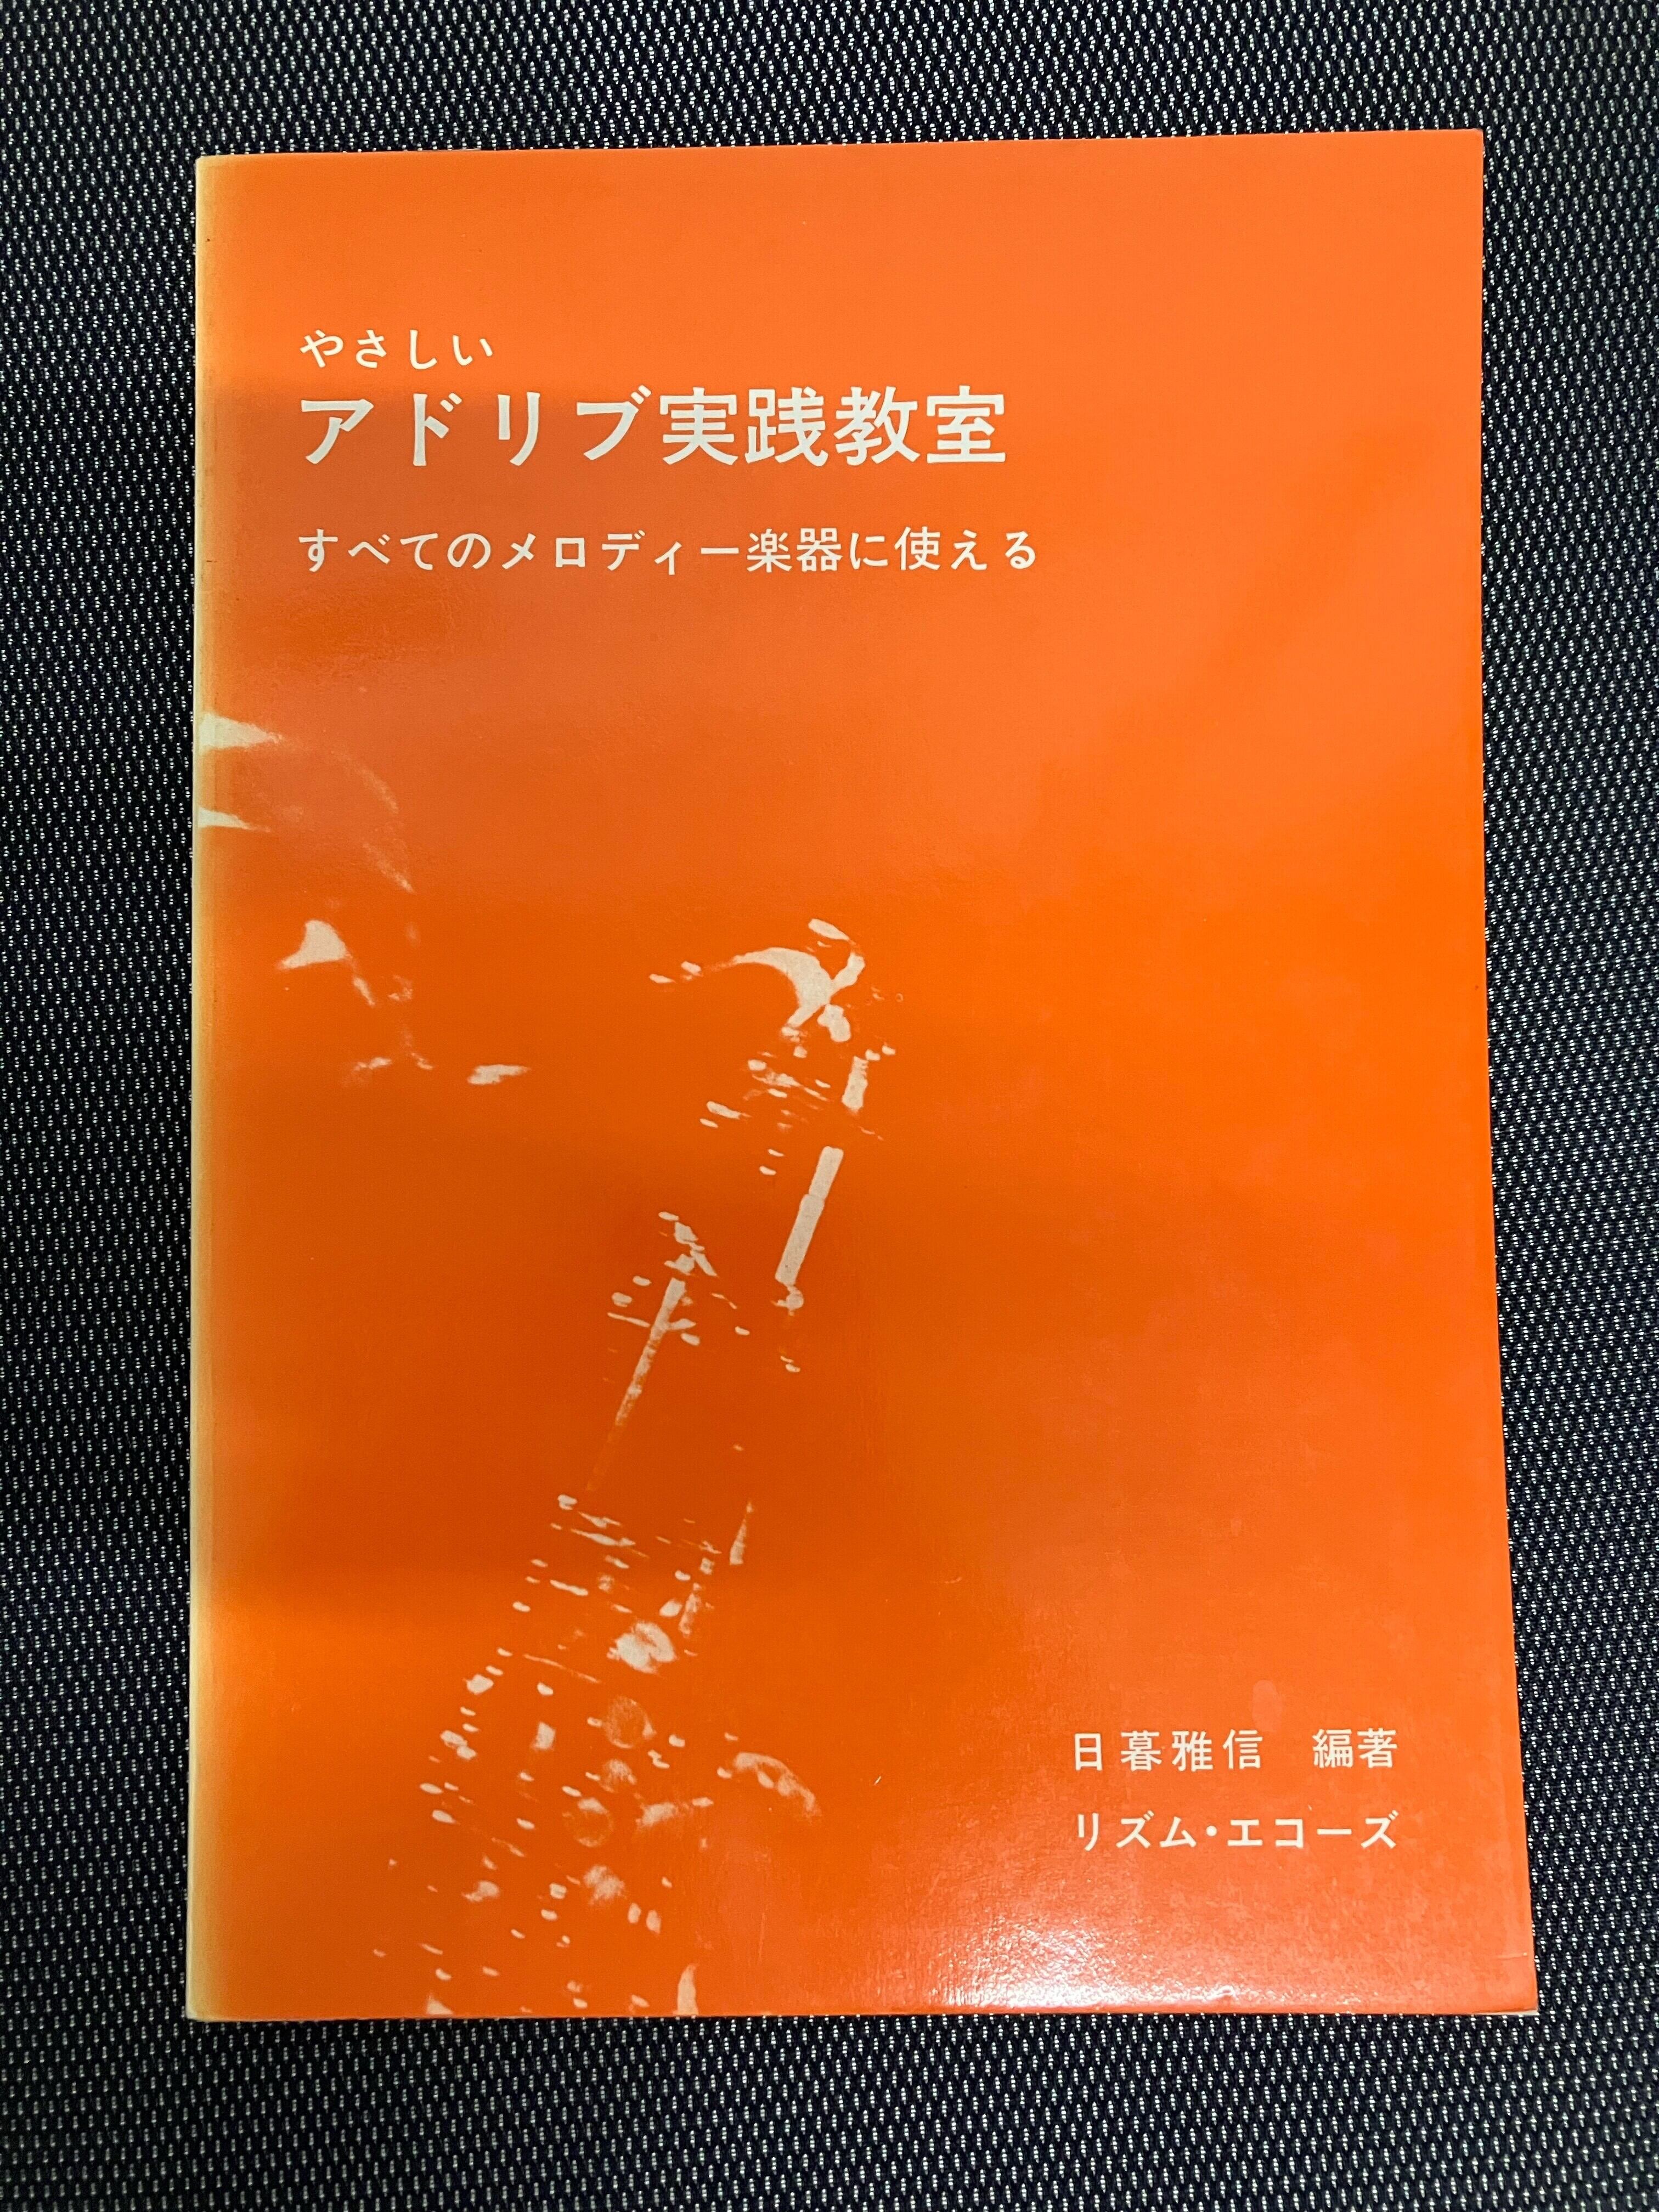 やさしい
アドリブ実践教室
すべてのメロディー楽器に使える
日暮雅信 編著
リズム・エコーズ